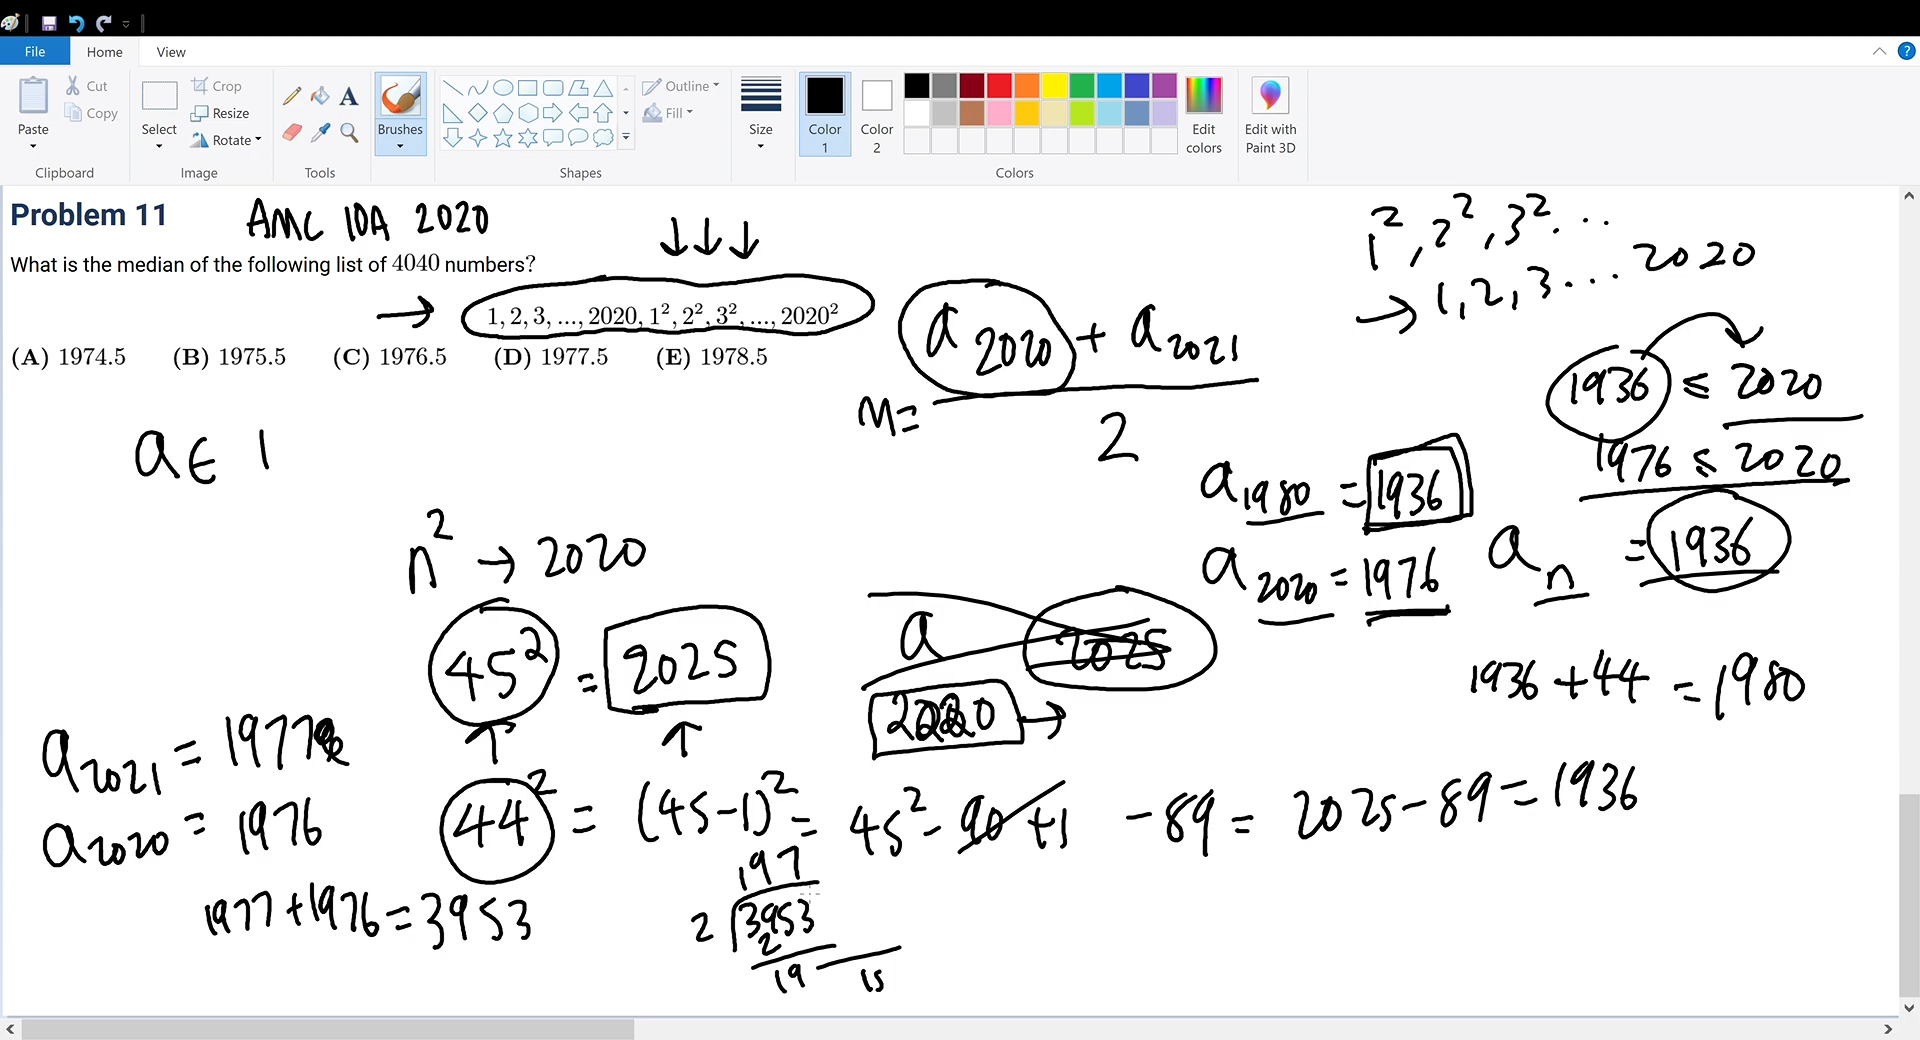 File Home View
Paste
Cut
Copy
Clipboard
Select
Crop
Resize
Rotate
Image
A
Tools
Brushes
Shapes
Outline
Fill
Size
Color 1
Color 2
Colors
Edit colors
Edit with Paint 3D
Problem 11
AMC 10A 2020
What is the median of the following list of 4040 numbers?
→ 1, 2, 3, ..., 2020, 1², 2², 3², ..., 2020²
(A) 1974.5 (B) 1975.5 (C) 1976.5 (D) 1977.5 (E) 1978.5
M = (a₂₀₂₀ + a₂₀₂₁) / 2
1², 2², 3² ...
→ 1, 2, 3 ... 2020
1936 ≤ 2020
1976 ≤ 2020
a ∈ 1
a₁₉₈₀ = 1936
a₂₀₂₀ = 1976
aₙ = 1936
n² → 2020
45² = 2025
a 2025
1936 + 44 = 1980
44² = (45-1)² = 45² - 90 + 1 - 89 = 2025 - 89 = 1936
a₂₀₂₁ = 1977
a₂₀₂₀ = 1976
1977 + 1976 = 3953
197
2 3953
2
19 15